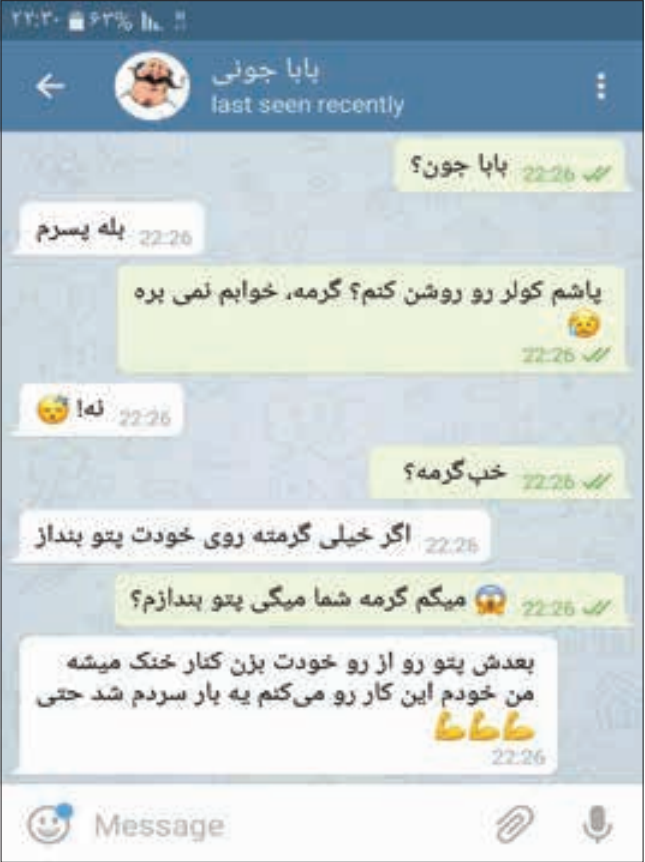 ۲۲:۳۰ ۶۳%
بابا جونی
last seen recently
بابا جون؟ 22:26
بله پسرم 22:26
پاشم کولر رو روشن کنم؟ گرمه، خوابم نمی بره
😥
22:26
نه! 😴 22:26
خب گرمه؟ 22:26
اگر خیلی گرمته روی خودت پتو بنداز 22:26
میگم گرمه شما میگی پتو بندازم؟ 😱 22:26
بعدش پتو رو از رو خودت بزن کنار خنک میشه
من خودم این کار رو می‌کنم یه بار سردم شد حتی
💪💪💪
22:26
Message